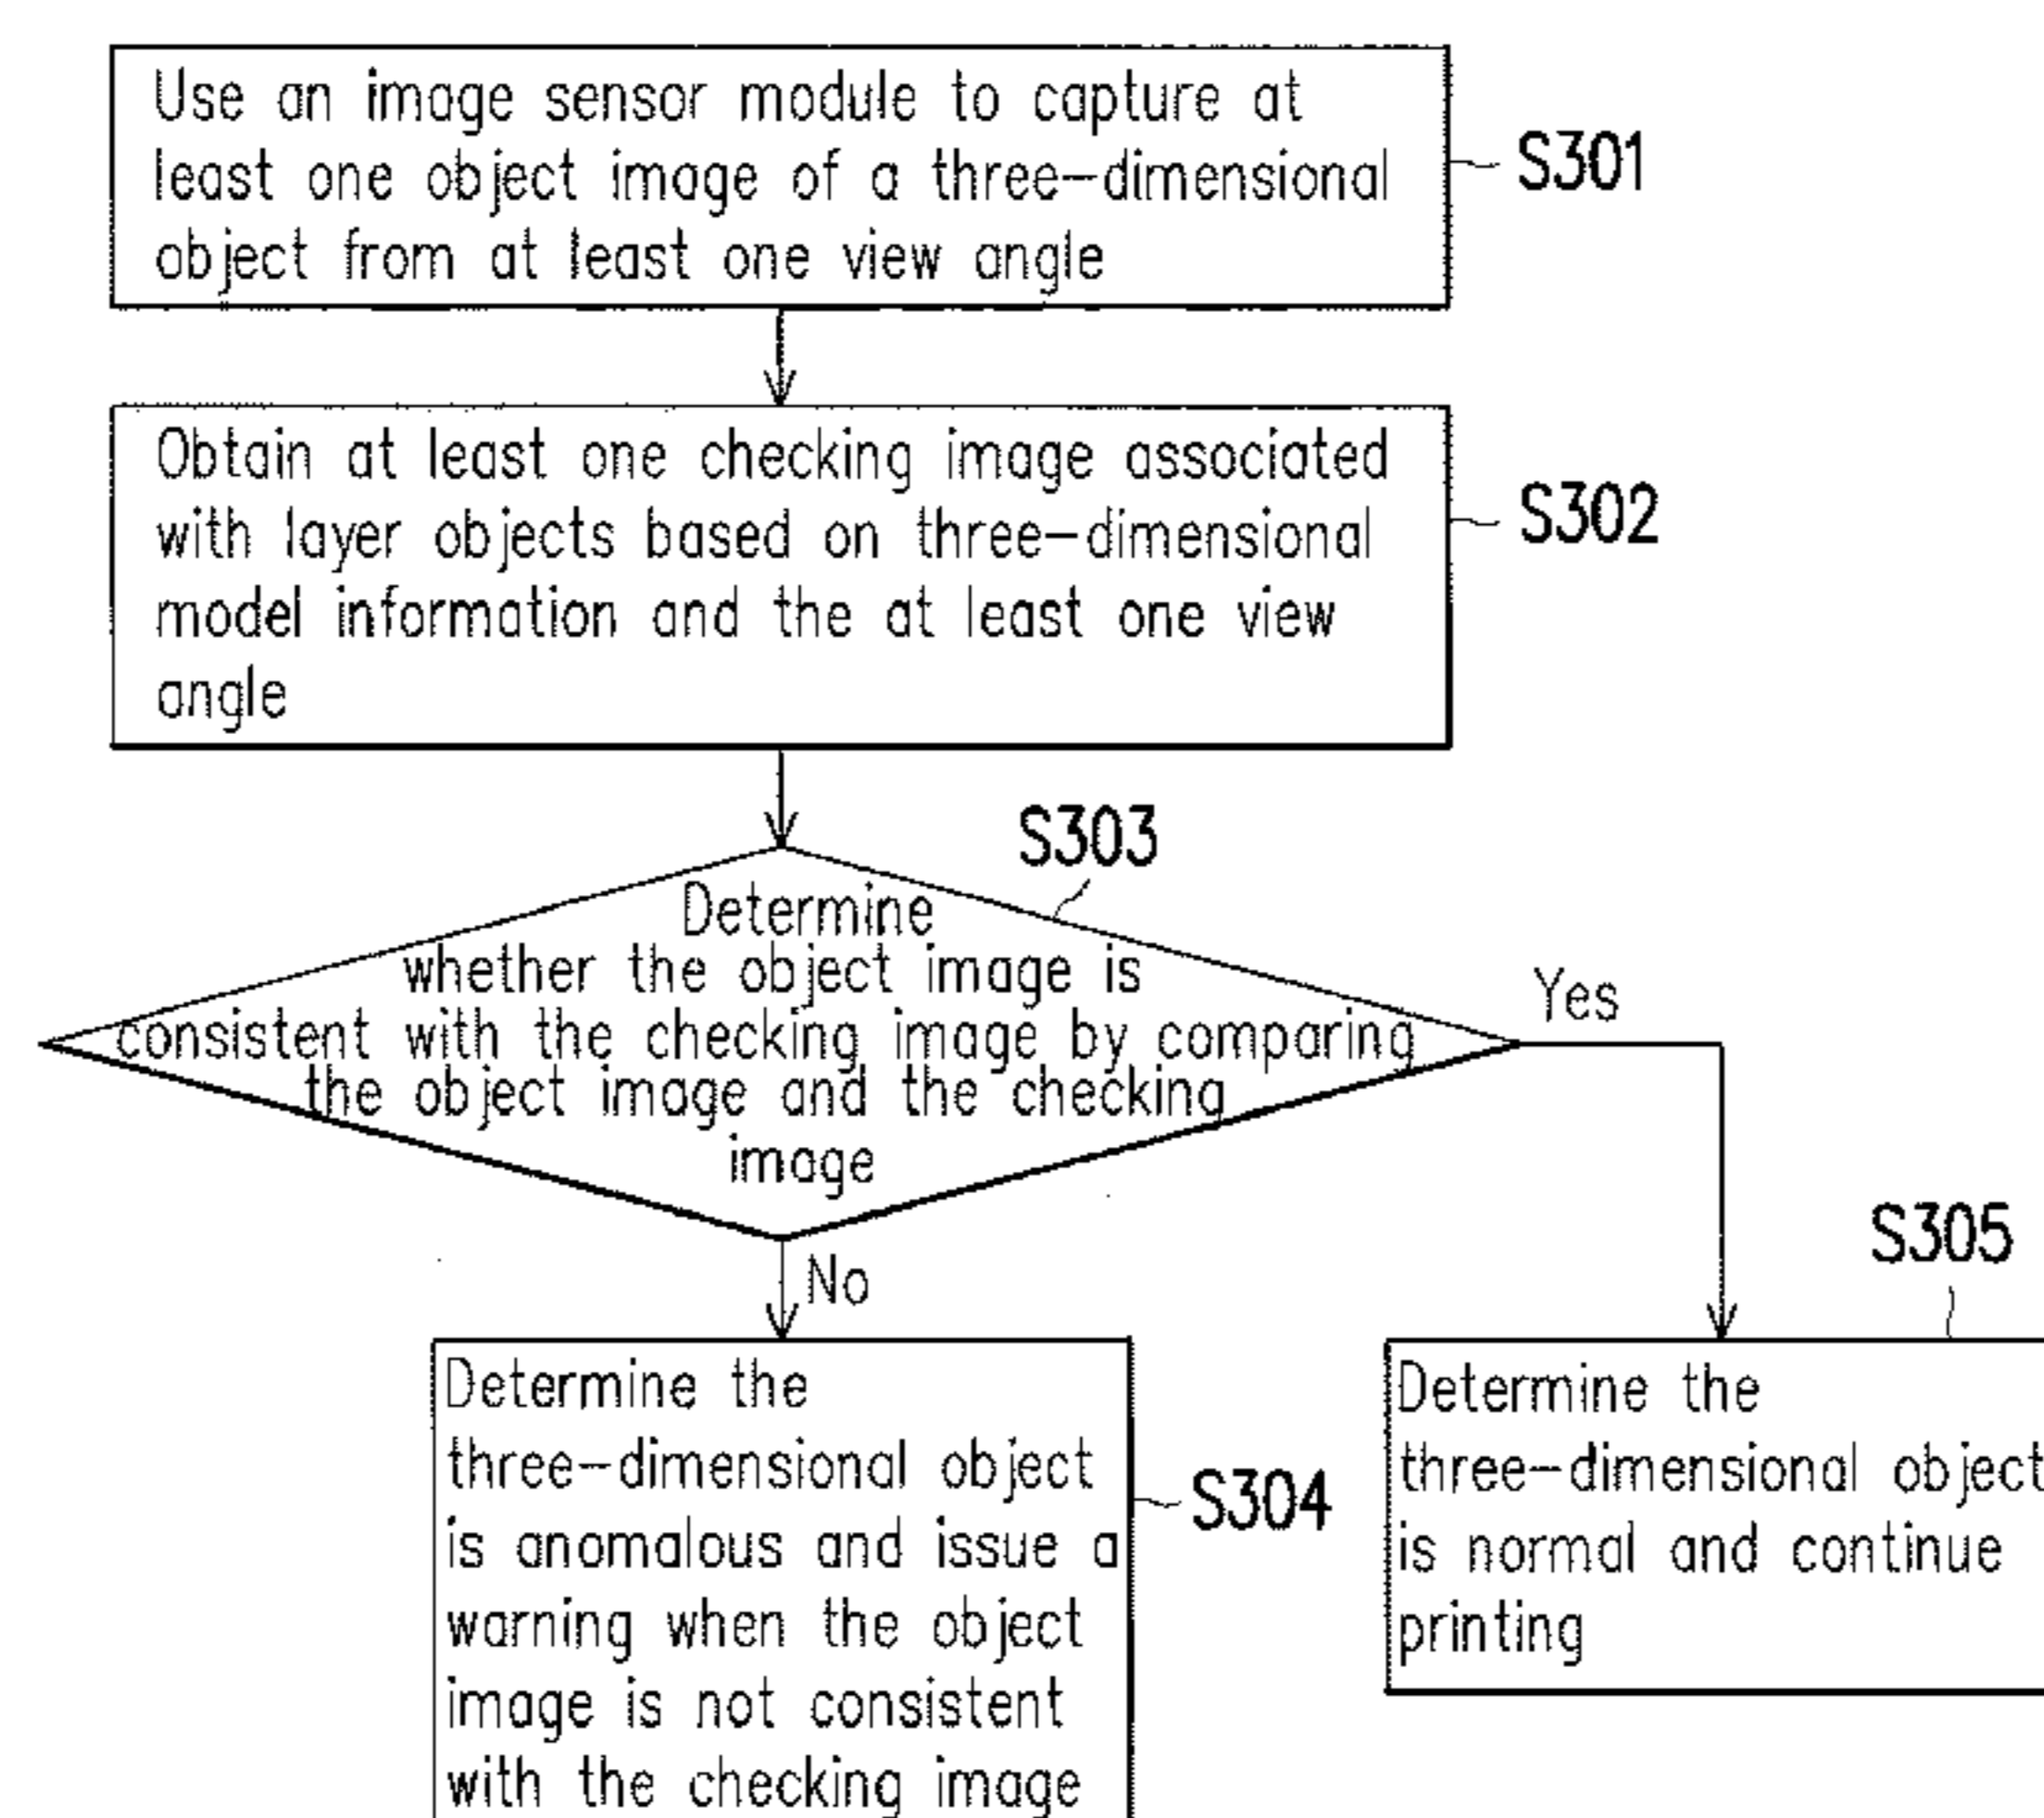 Use an image sensor module to capture at
least one object image of a three-dimensional
object from at least one view angle
S301
Obtain at least one checking image associated
with layer objects based on three-dimensional
model information and the at least one view
angle
S302
S303
Determine
whether the object image is
consistent with the checking image by comparing
the object image and the checking
image
Yes
No
S305
Determine the
three-dimensional object
is anomalous and issue a
warning when the object
image is not consistent
with the checking image
S304
Determine the
three-dimensional object
is normal and continue
printing